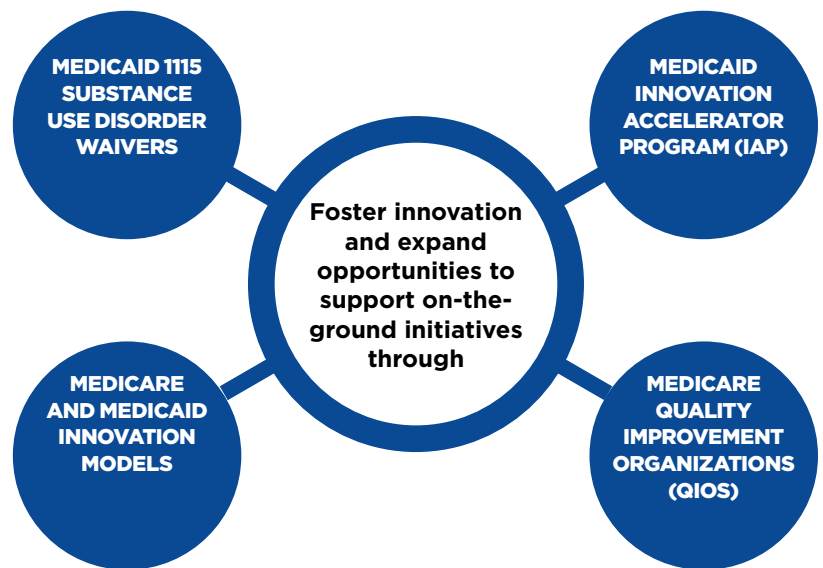 MEDICAID 1115
SUBSTANCE
USE DISORDER
WAIVERS
MEDICAID
INNOVATION
ACCELERATOR
PROGRAM (IAP)
Foster innovation
and expand
opportunities to
support on-the-
ground initiatives
through
MEDICARE
AND MEDICAID
INNOVATION
MODELS
MEDICARE
QUALITY
IMPROVEMENT
ORGANIZATIONS
(QIOS)